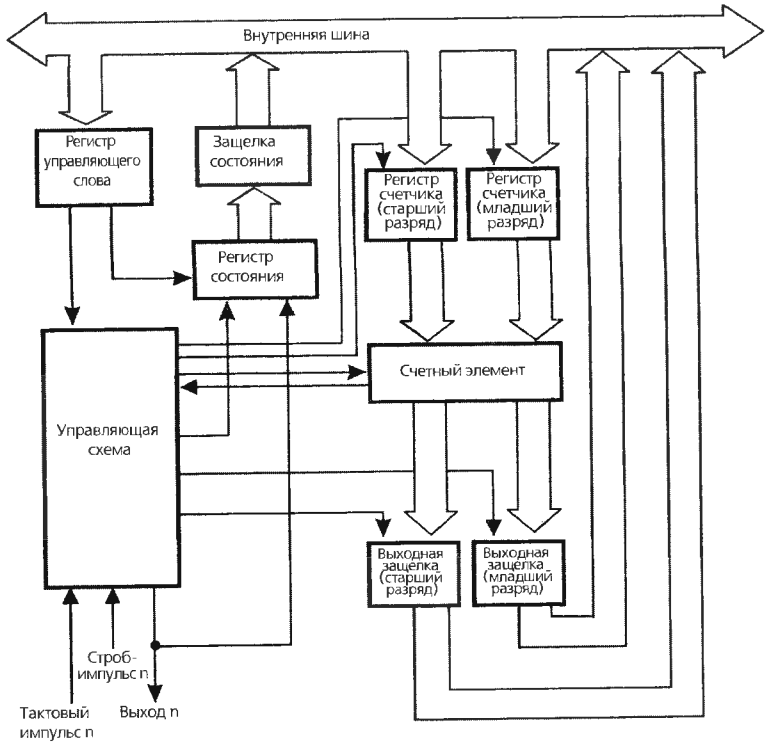 Внутренняя шина
Регистр
управляющего
слова
Защелка
состояния
Регистр
счетчика
(старший
разряд)
Регистр
счетчика
(младший
разряд)
Регистр
состояния
Счетный элемент
Управляющая
схема
Выходная
защелка
(старший
разряд)
Выходная
защелка
(младший
разряд)
Строб-
импульс n
Тактовый
импульс n
Выход n